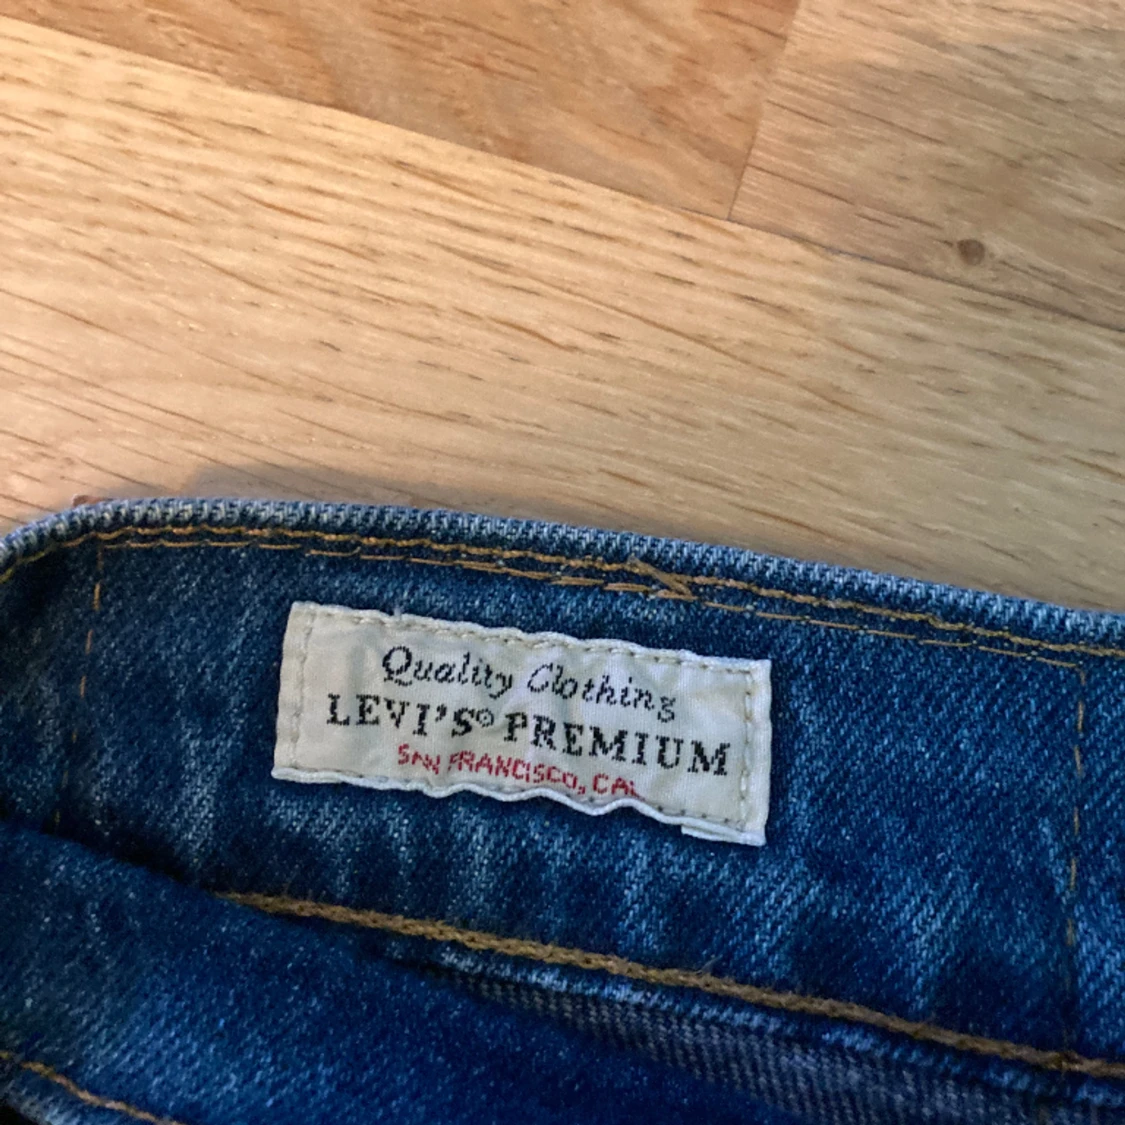 Quality Clothing
LEVI'S® PREMIUM
SAN FRANCISCO, CAL